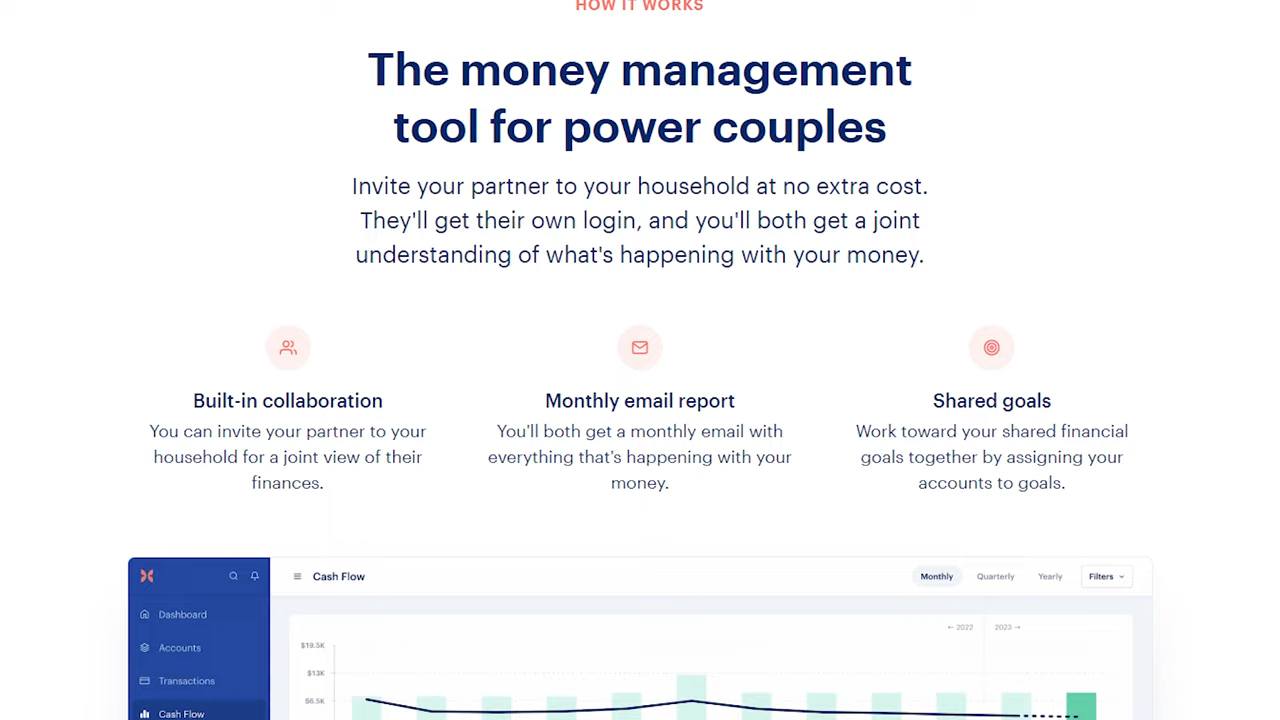 HOW IT WORKS
The money management
tool for power couples
Invite your partner to your household at no extra cost.
They'll get their own login, and you'll both get a joint
understanding of what's happening with your money.
Built-in collaboration
You can invite your partner to your
household for a joint view of their
finances.
Monthly email report
You'll both get a monthly email with
everything that's happening with your
money.
Shared goals
Work toward your shared financial
goals together by assigning your
accounts to goals.
Cash Flow
Monthly Quarterly Yearly Filters
Dashboard
Accounts
Transactions
Cash Flow
← 2022 2023 →
$19.5K
$13K
$6.5K